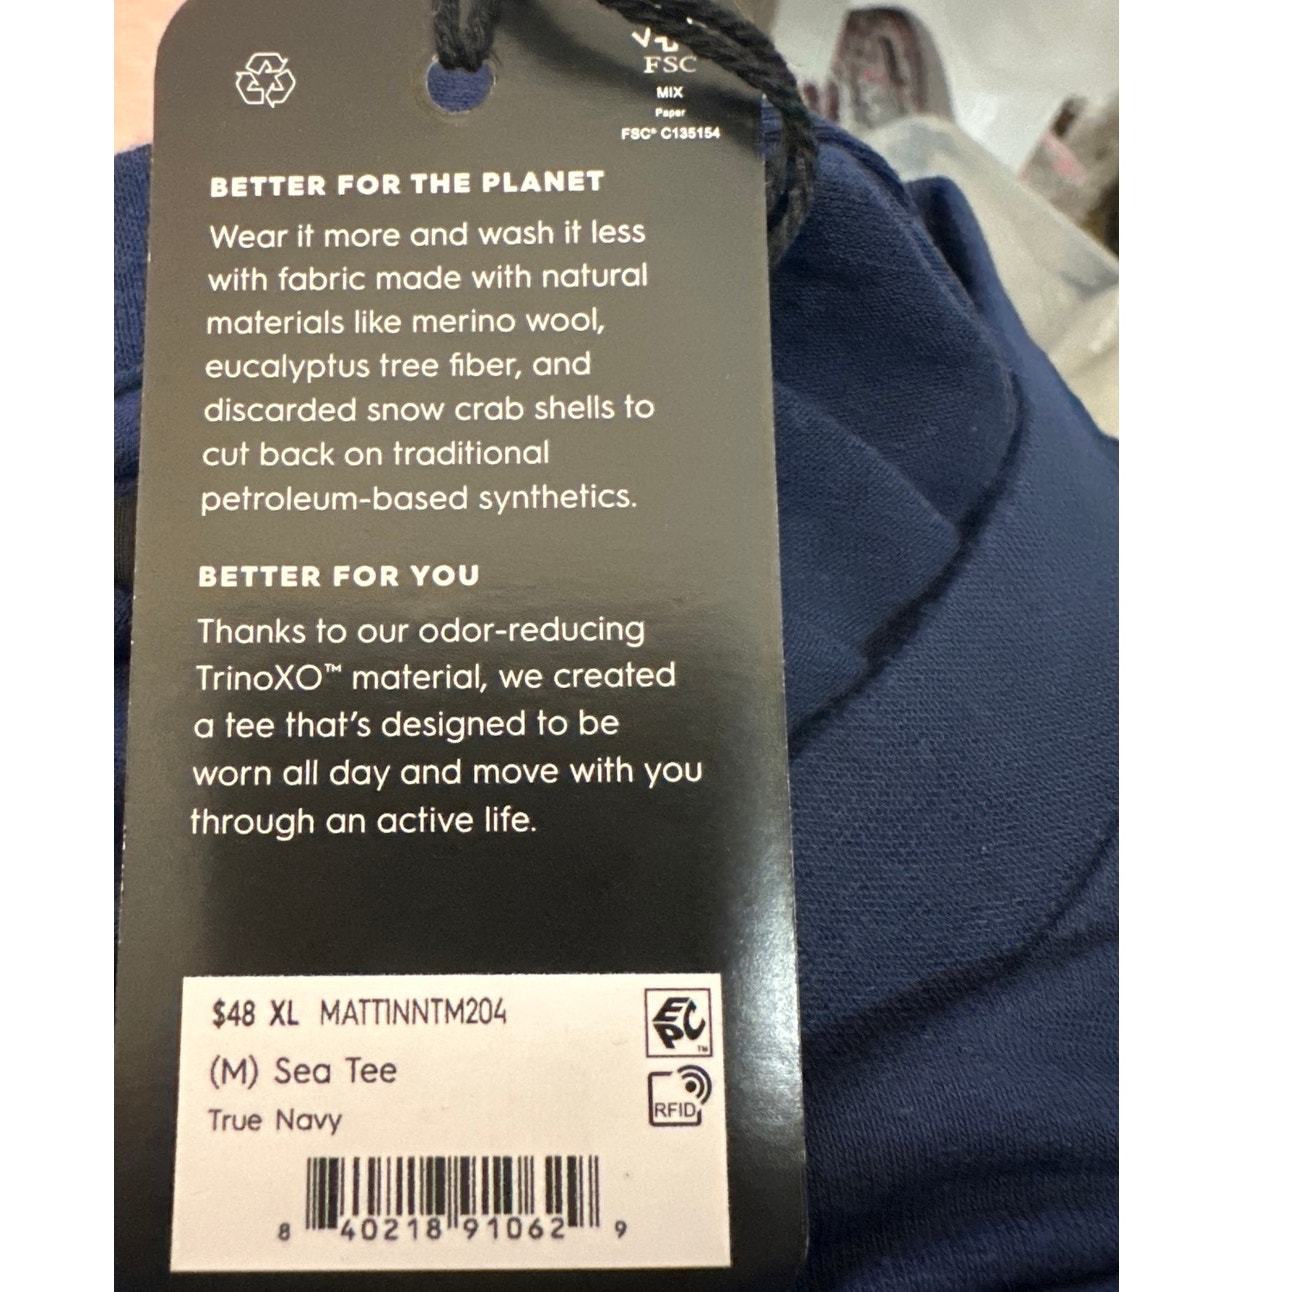 FSC
MIX
Paper
FSC® C135154
BETTER FOR THE PLANET
Wear it more and wash it less
with fabric made with natural
materials like merino wool,
eucalyptus tree fiber, and
discarded snow crab shells to
cut back on traditional
petroleum-based synthetics.
BETTER FOR YOU
Thanks to our odor-reducing
TrinoXO™ material, we created
a tee that's designed to be
worn all day and move with you
through an active life.
$48 XL MATTINNTM204
EPC™
(M) Sea Tee
RFID
True Navy
8 40218 91062 9